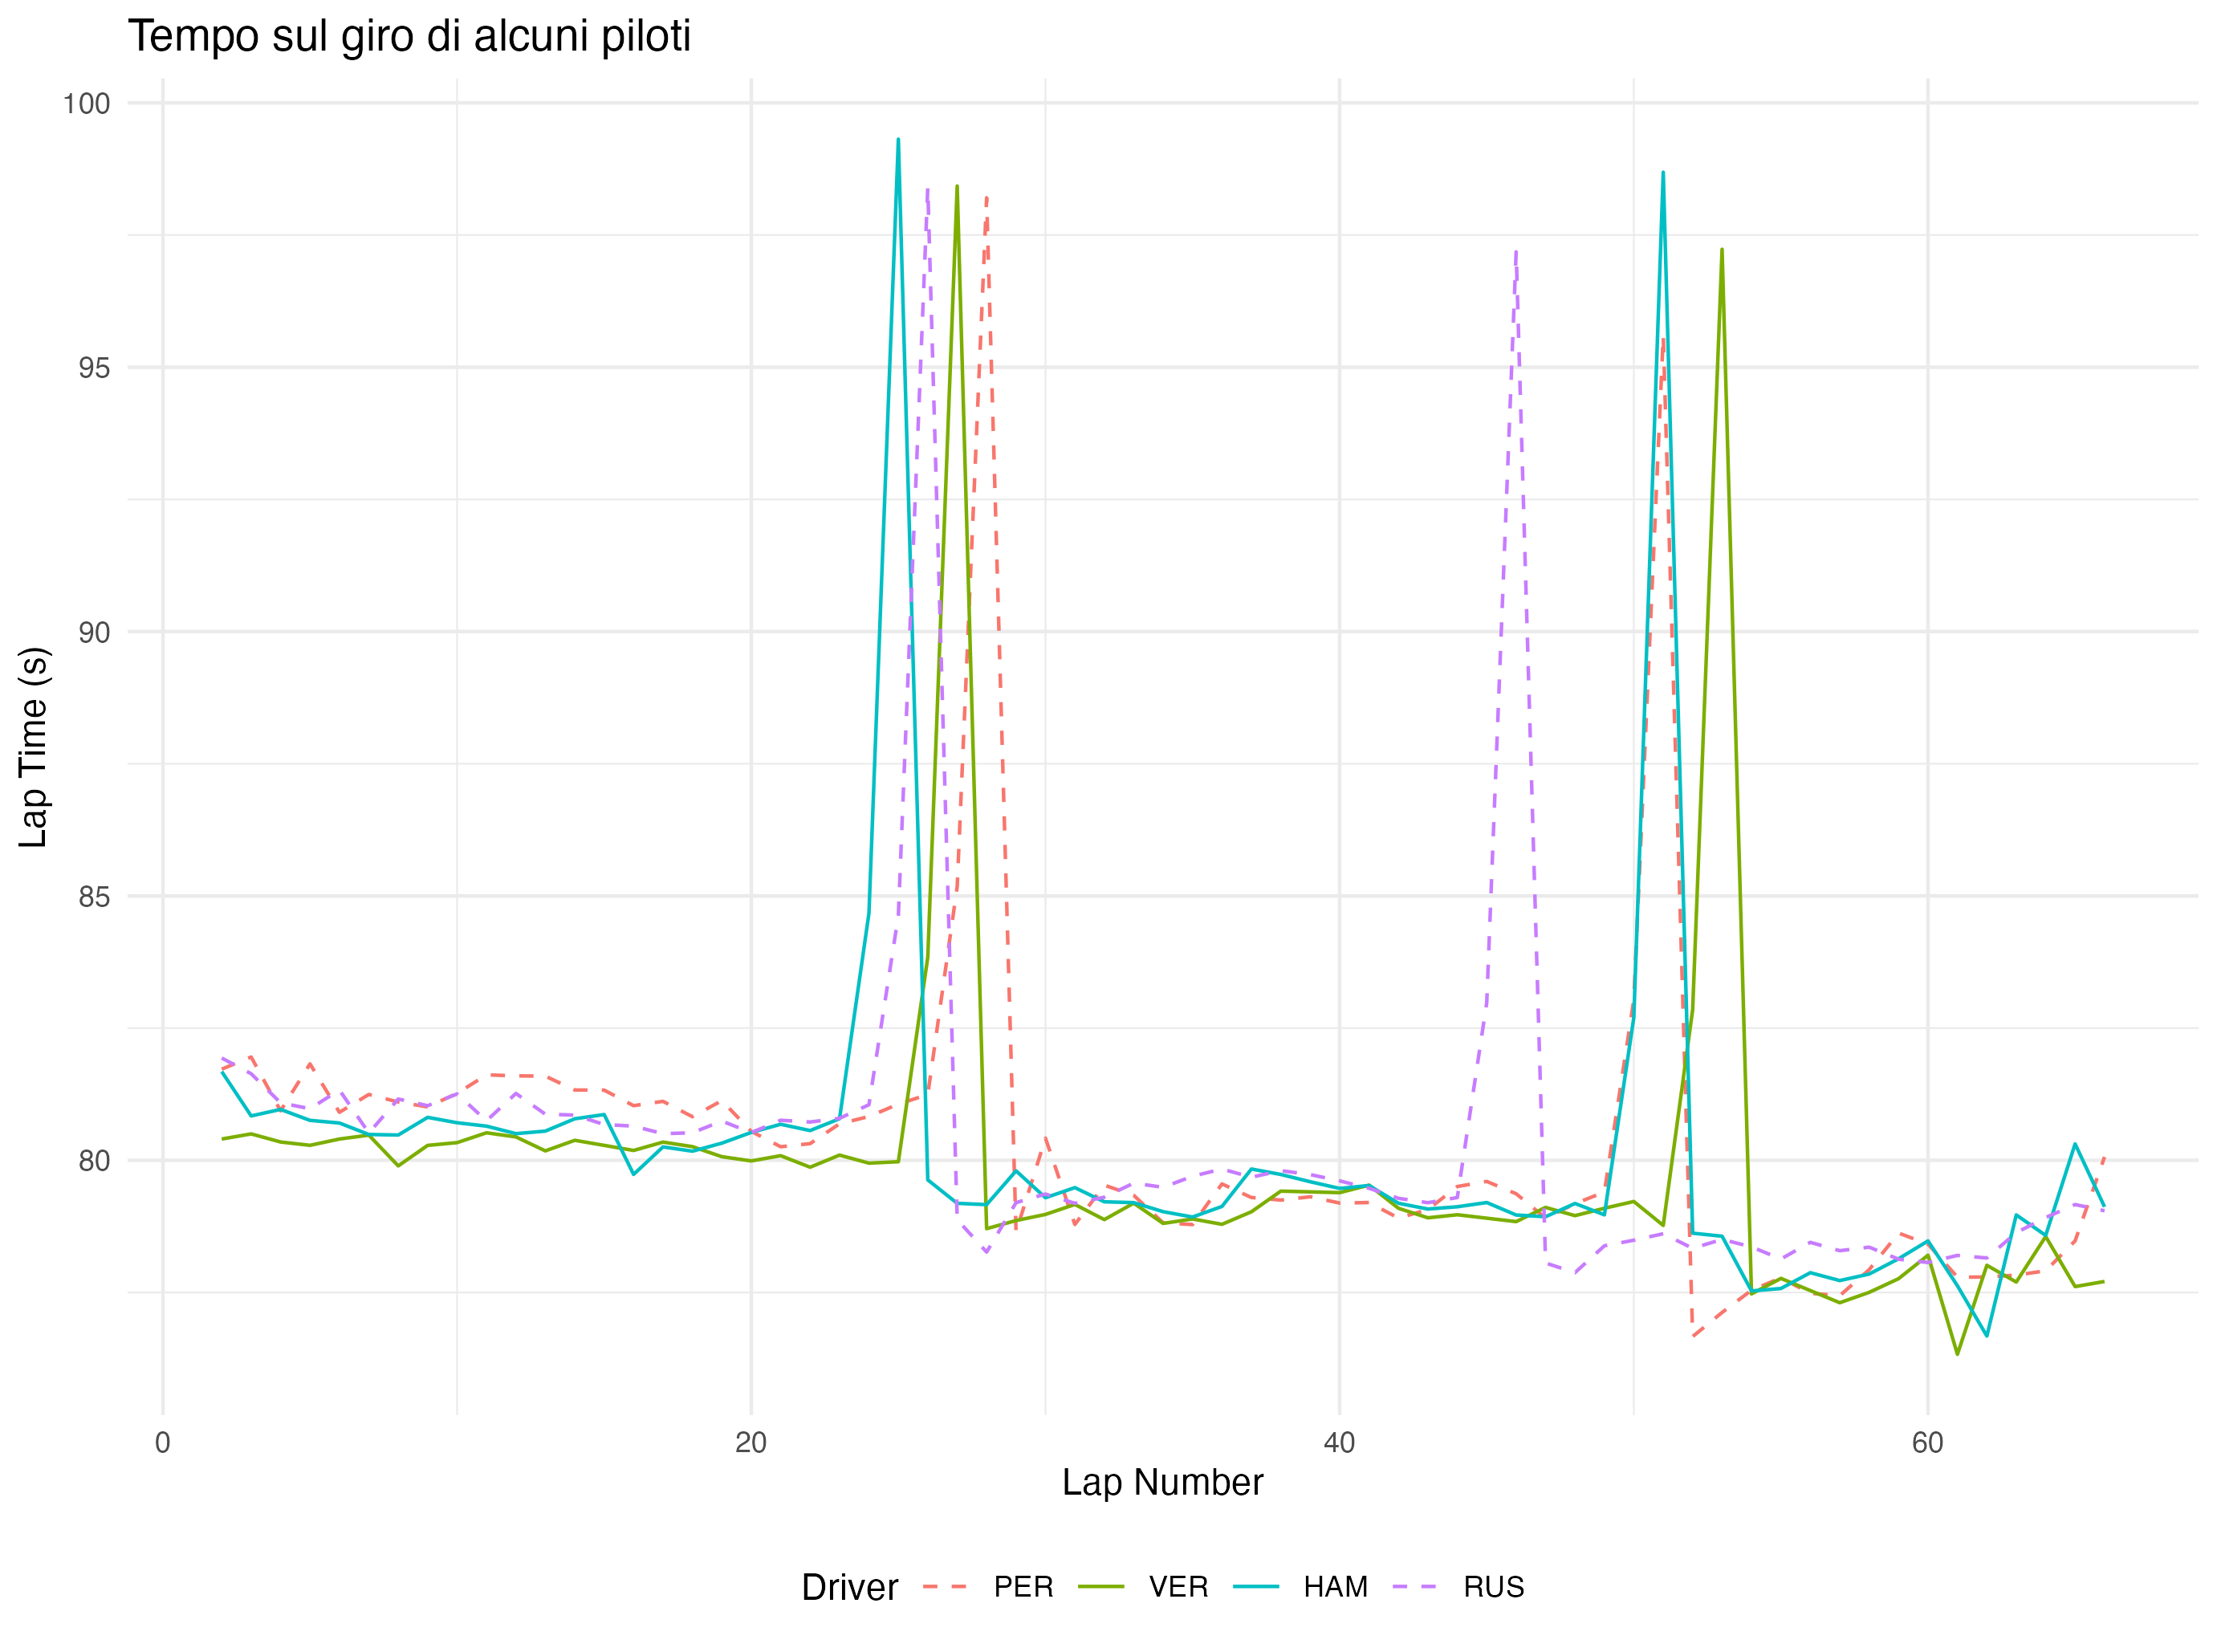 Tempo sul giro di alcuni piloti
100
95
90
85
80
Lap Time (s)
0 20 40 60
Lap Number
Driver PER VER HAM RUS